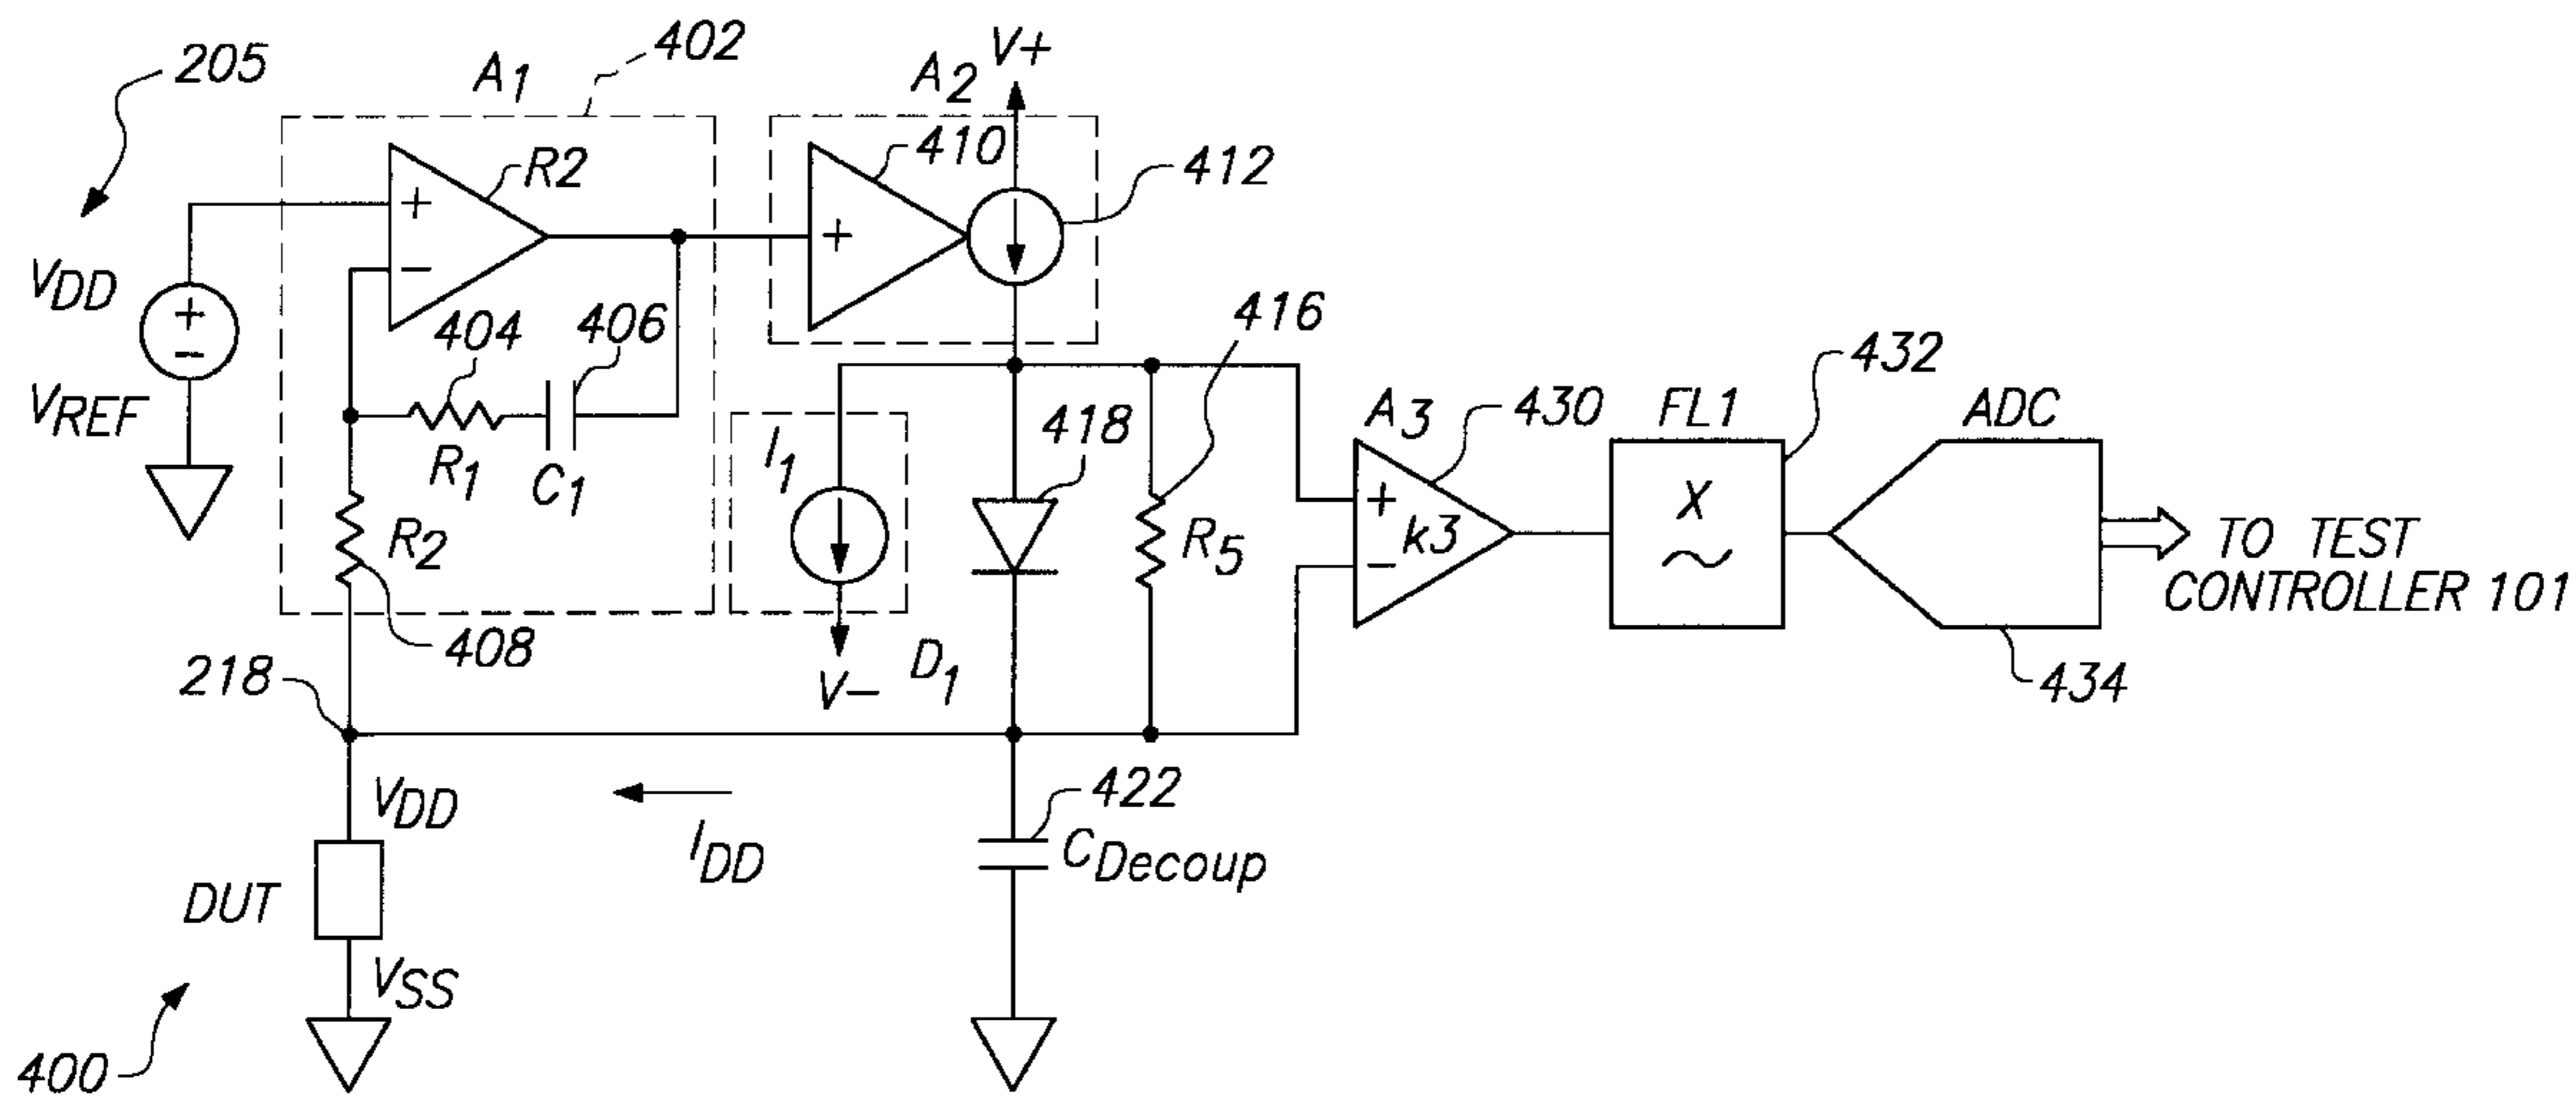 205
A1
402
A2
V+
R2
410
412
+
−
+
VDD
+
−
VREF
404
406
R1
C1
416
432
I1
418
A3
430
FL1
ADC
R2
408
R5
+
k3
−
X
TO TEST
CONTROLLER 101
218
V−
D1
434
VDD
IDD
422
CDecoup
DUT
VSS
400